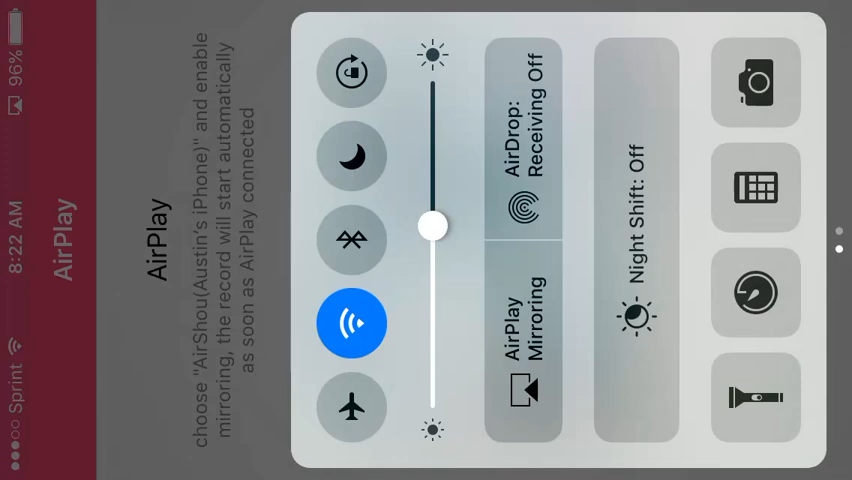 ●●●○○ Sprint 8:22 AM 96%
AirPlay
AirPlay
choose "AirShou(Austin's iPhone)" and enable
mirroring, the record will start automatically
as soon as AirPlay connected
AirPlay
Mirroring
AirDrop:
Receiving Off
Night Shift: Off